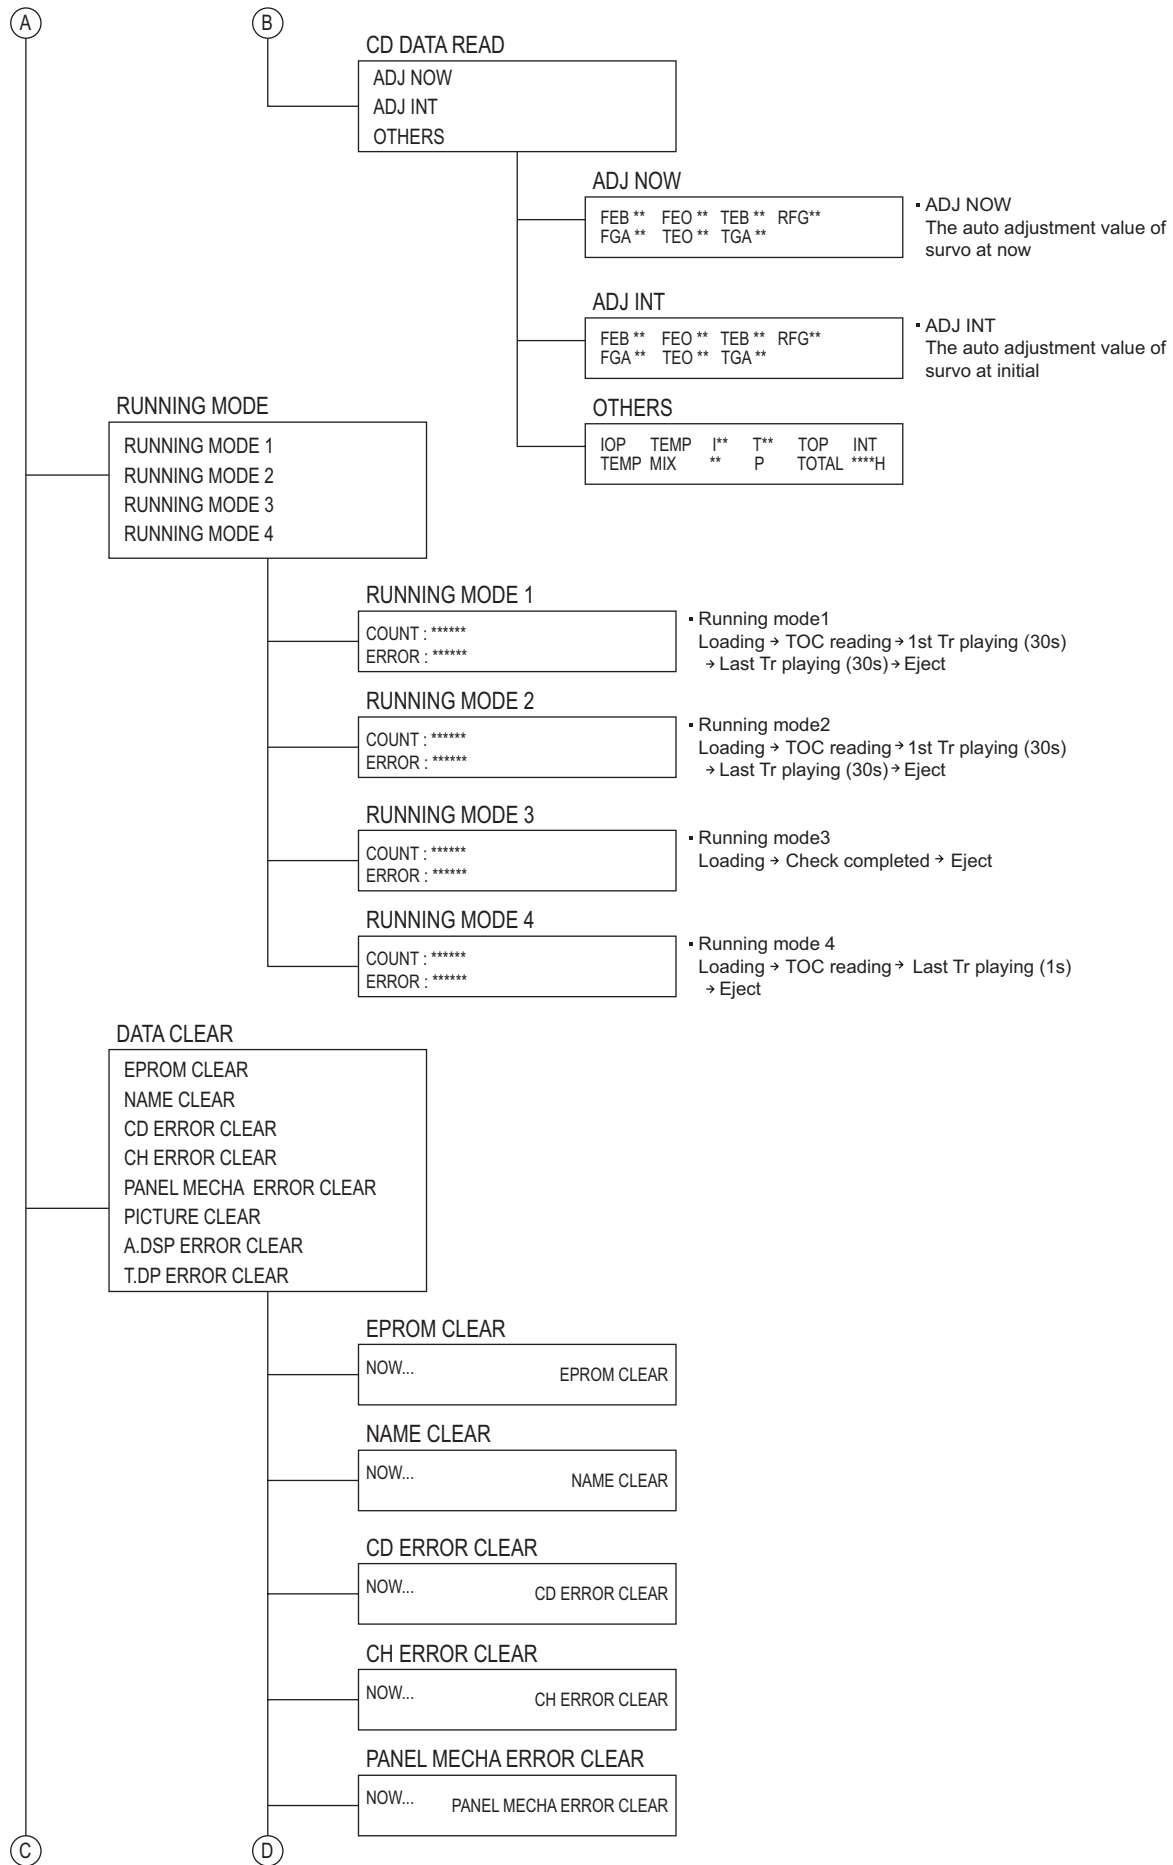 A
B
CD DATA READ
ADJ NOW
ADJ INT
OTHERS
ADJ NOW
FEB ** FEO ** TEB ** RFG**
FGA ** TEO ** TGA **
▪ ADJ NOW
The auto adjustment value of
survo at now
ADJ INT
FEB ** FEO ** TEB ** RFG**
FGA ** TEO ** TGA **
▪ ADJ INT
The auto adjustment value of
survo at initial
OTHERS
IOP TEMP I** T** TOP INT
TEMP MIX ** P TOTAL ****H
RUNNING MODE
RUNNING MODE 1
RUNNING MODE 2
RUNNING MODE 3
RUNNING MODE 4
RUNNING MODE 1
COUNT : ******
ERROR : ******
▪ Running mode1
Loading → TOC reading → 1st Tr playing (30s)
→ Last Tr playing (30s) → Eject
RUNNING MODE 2
COUNT : ******
ERROR : ******
▪ Running mode2
Loading → TOC reading → 1st Tr playing (30s)
→ Last Tr playing (30s) → Eject
RUNNING MODE 3
COUNT : ******
ERROR : ******
▪ Running mode3
Loading → Check completed → Eject
RUNNING MODE 4
COUNT : ******
ERROR : ******
▪ Running mode 4
Loading → TOC reading → Last Tr playing (1s)
→ Eject
DATA CLEAR
EPROM CLEAR
NAME CLEAR
CD ERROR CLEAR
CH ERROR CLEAR
PANEL MECHA ERROR CLEAR
PICTURE CLEAR
A.DSP ERROR CLEAR
T.DP ERROR CLEAR
EPROM CLEAR
NOW... EPROM CLEAR
NAME CLEAR
NOW... NAME CLEAR
CD ERROR CLEAR
NOW... CD ERROR CLEAR
CH ERROR CLEAR
NOW... CH ERROR CLEAR
PANEL MECHA ERROR CLEAR
NOW... PANEL MECHA ERROR CLEAR
C
D